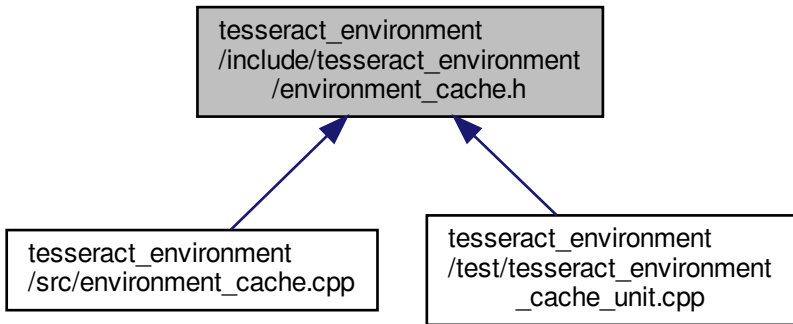 tesseract_environment
/include/tesseract_environment
/environment_cache.h
tesseract_environment
/src/environment_cache.cpp
tesseract_environment
/test/tesseract_environment
_cache_unit.cpp